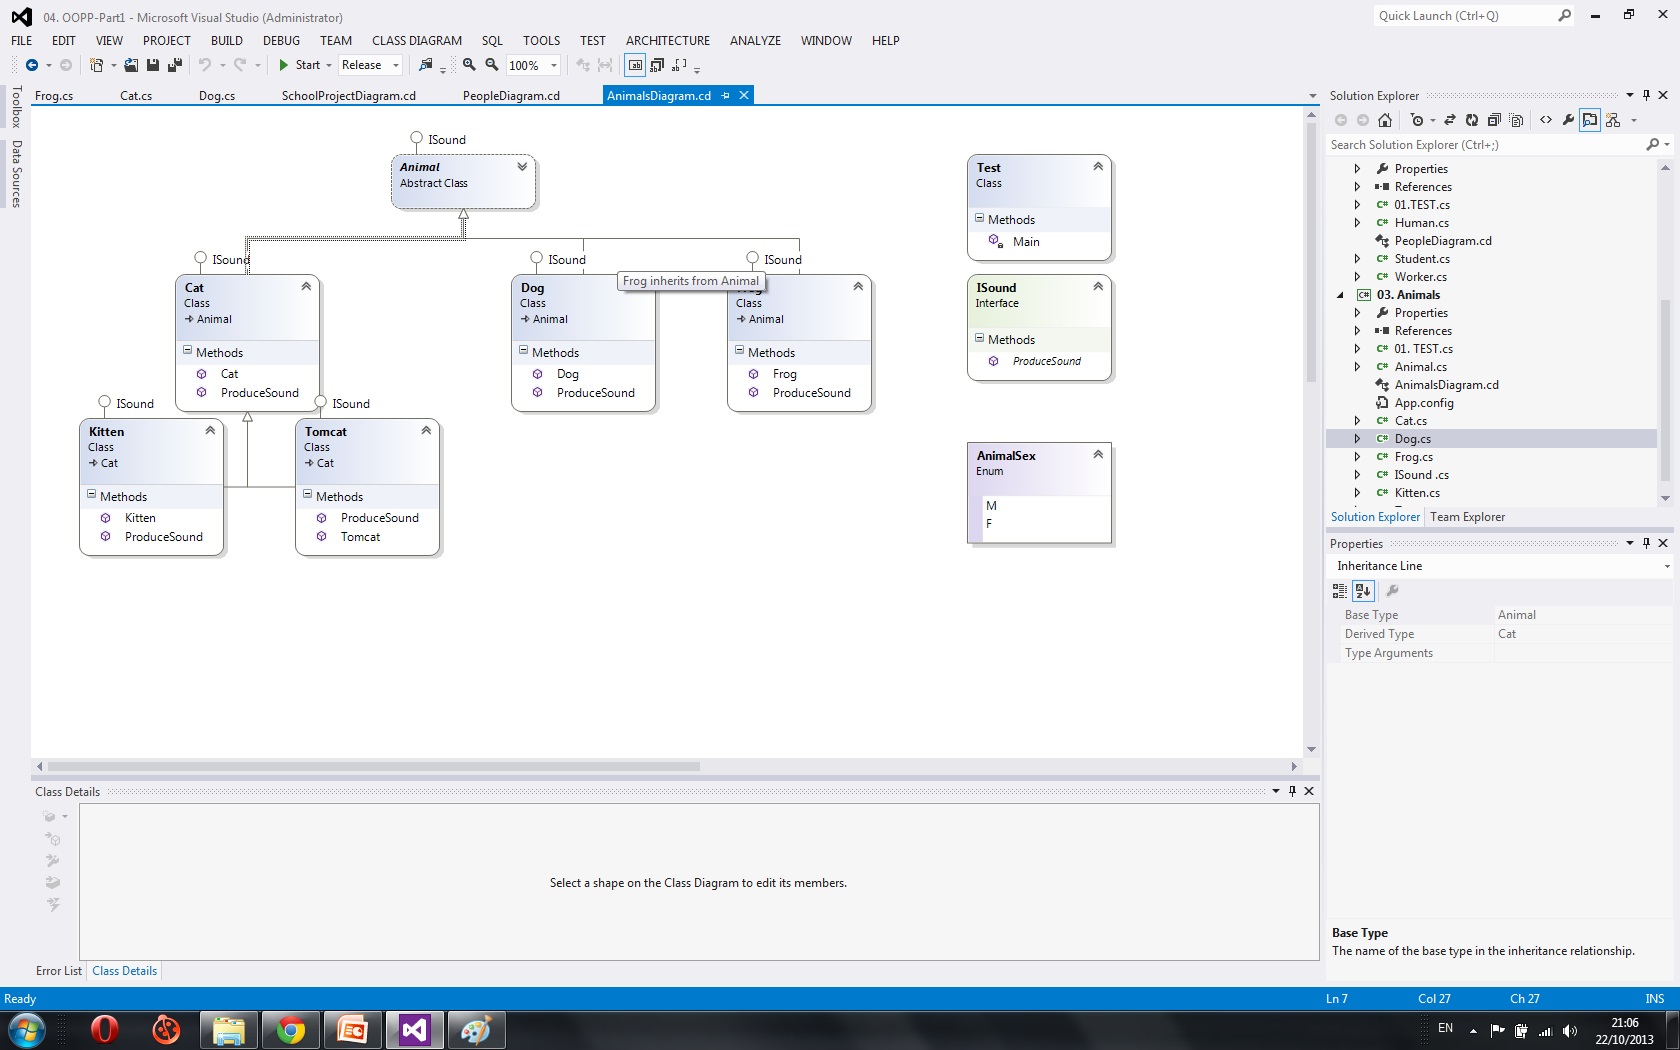 04. OOPP-Part1 - Microsoft Visual Studio (Administrator)
Quick Launch (Ctrl+Q)
FILE EDIT VIEW PROJECT BUILD DEBUG TEAM CLASS DIAGRAM SQL TOOLS TEST ARCHITECTURE ANALYZE WINDOW HELP
Start Release 100%
Toolbox
Data Sources
Frog.cs Cat.cs Dog.cs SchoolProjectDiagram.cd PeopleDiagram.cd AnimalsDiagram.cd
ISound
Animal
Abstract Class
ISound
Cat
Class
Animal
Methods
Cat
ProduceSound
ISound
Dog
Class
Animal
Methods
Dog
ProduceSound
Frog inherits from Animal
ISound
Class
Animal
Methods
Frog
ProduceSound
ISound
Kitten
Class
Cat
Methods
Kitten
ProduceSound
ISound
Tomcat
Class
Cat
Methods
ProduceSound
Tomcat
Test
Class
Methods
Main
ISound
Interface
Methods
ProduceSound
AnimalSex
Enum
M
F
Solution Explorer
Search Solution Explorer (Ctrl+;)
Properties
References
C# 01.TEST.cs
C# Human.cs
PeopleDiagram.cd
C# Student.cs
C# Worker.cs
C# 03. Animals
Properties
References
C# 01. TEST.cs
C# Animal.cs
AnimalsDiagram.cd
App.config
C# Cat.cs
C# Dog.cs
C# Frog.cs
C# ISound .cs
C# Kitten.cs
Solution Explorer Team Explorer
Properties
Inheritance Line
Base Type Animal
Derived Type Cat
Type Arguments
Base Type
The name of the base type in the inheritance relationship.
Class Details
Select a shape on the Class Diagram to edit its members.
Error List Class Details
Ready Ln 7 Col 27 Ch 27 INS
EN
21:06
22/10/2013